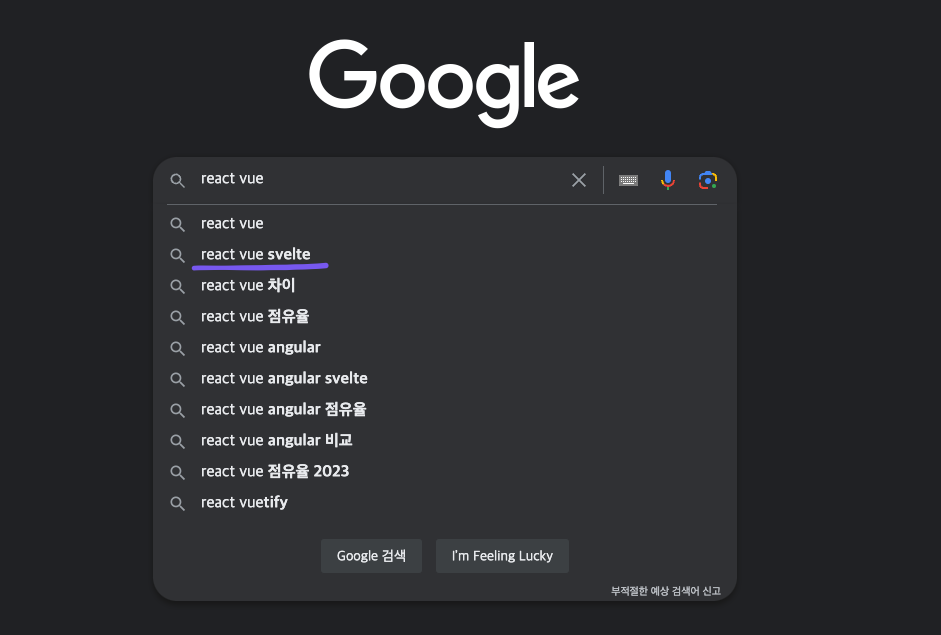 Google
react vue
react vue
react vue svelte
react vue 차이
react vue 점유율
react vue angular
react vue angular svelte
react vue angular 점유율
react vue angular 비교
react vue 점유율 2023
react vuetify
Google 검색 I'm Feeling Lucky
부적절한 예상 검색어 신고